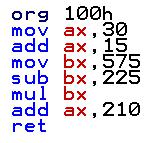 org 100h
mov ax,30
add ax,15
mov bx,575
sub bx,225
mul bx
add ax,210
ret